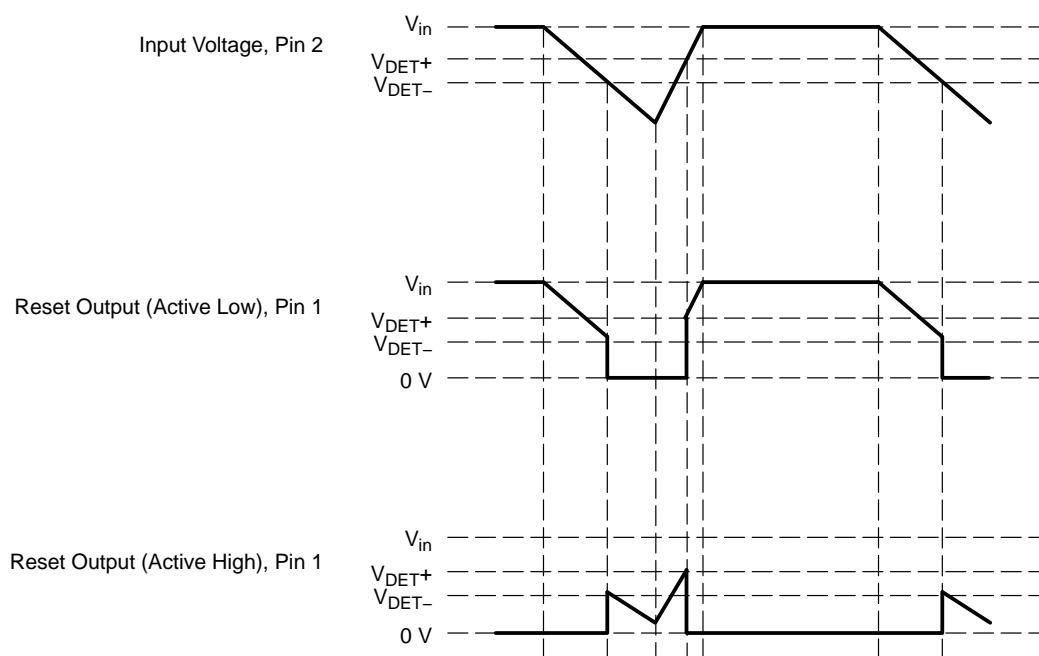 V_in
Input Voltage, Pin 2
V_DET+
V_DET–
V_in
Reset Output (Active Low), Pin 1
V_DET+
V_DET–
0 V
V_in
Reset Output (Active High), Pin 1
V_DET+
V_DET–
0 V